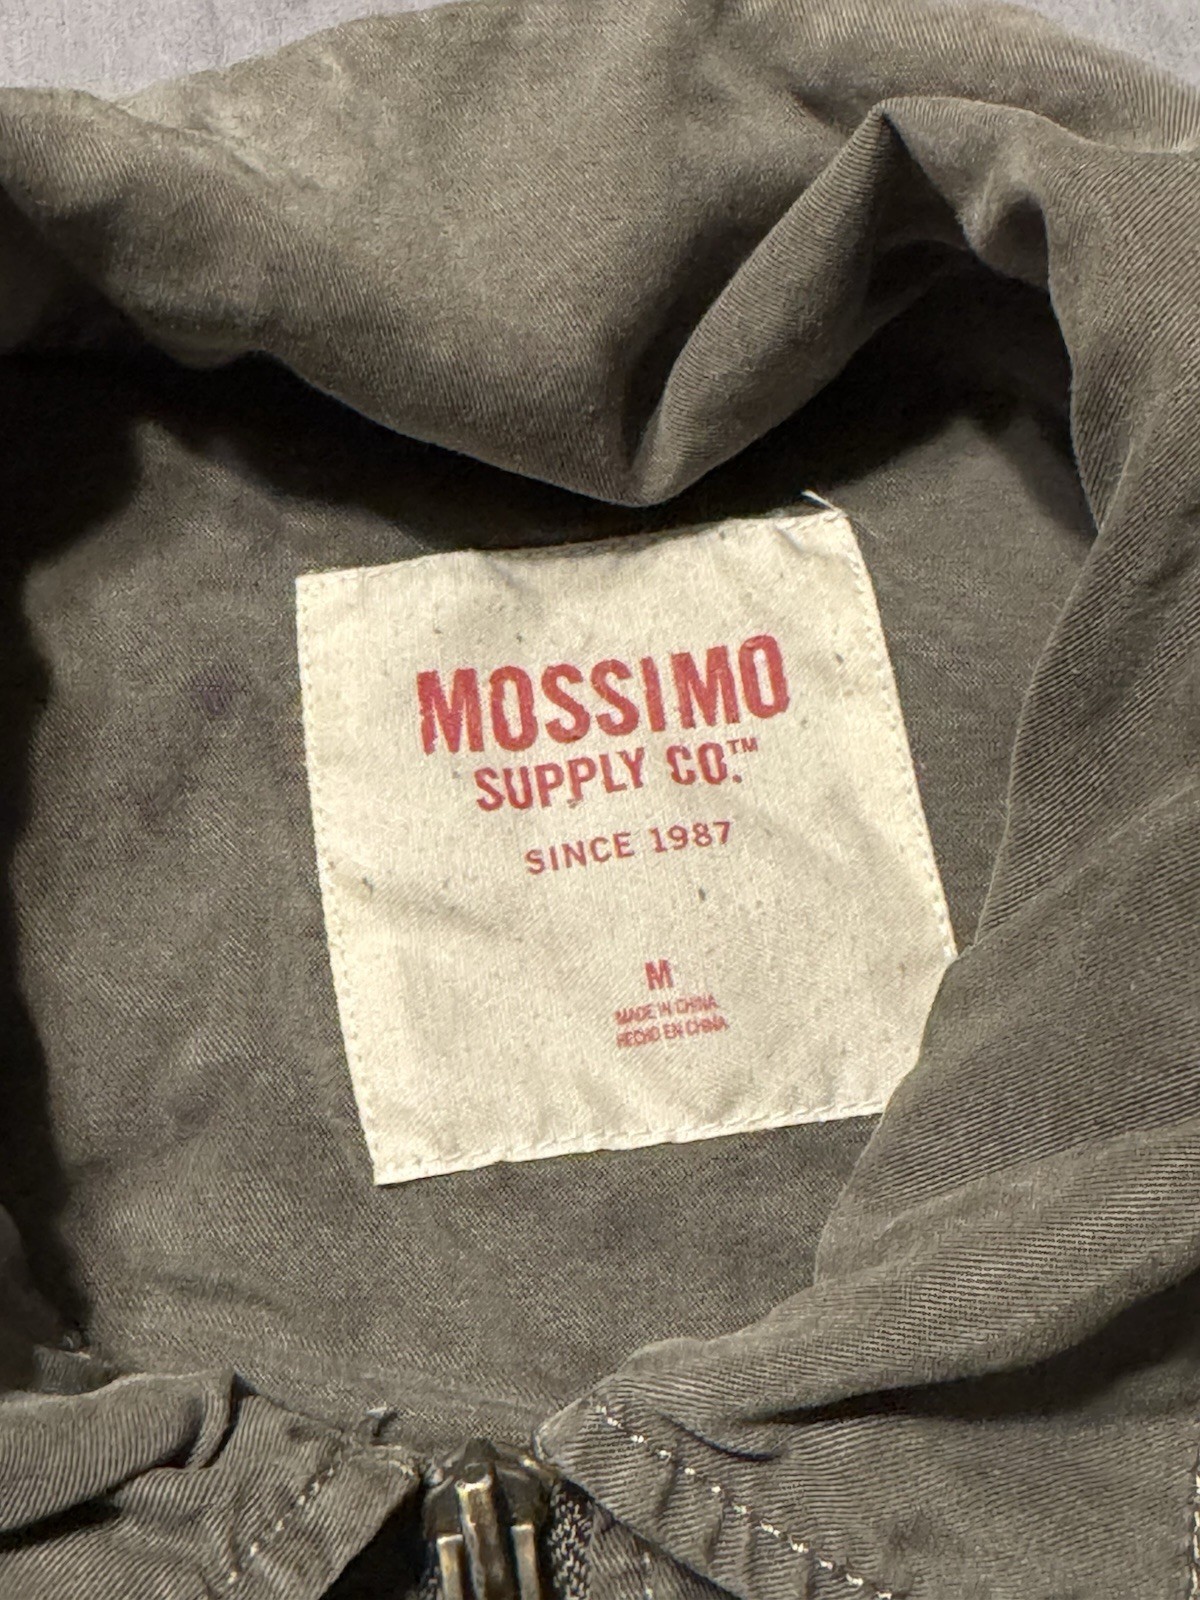 MOSSIMO
SUPPLY CO.™
SINCE 1987
M
MADE IN CHINA
HECHO EN CHINA